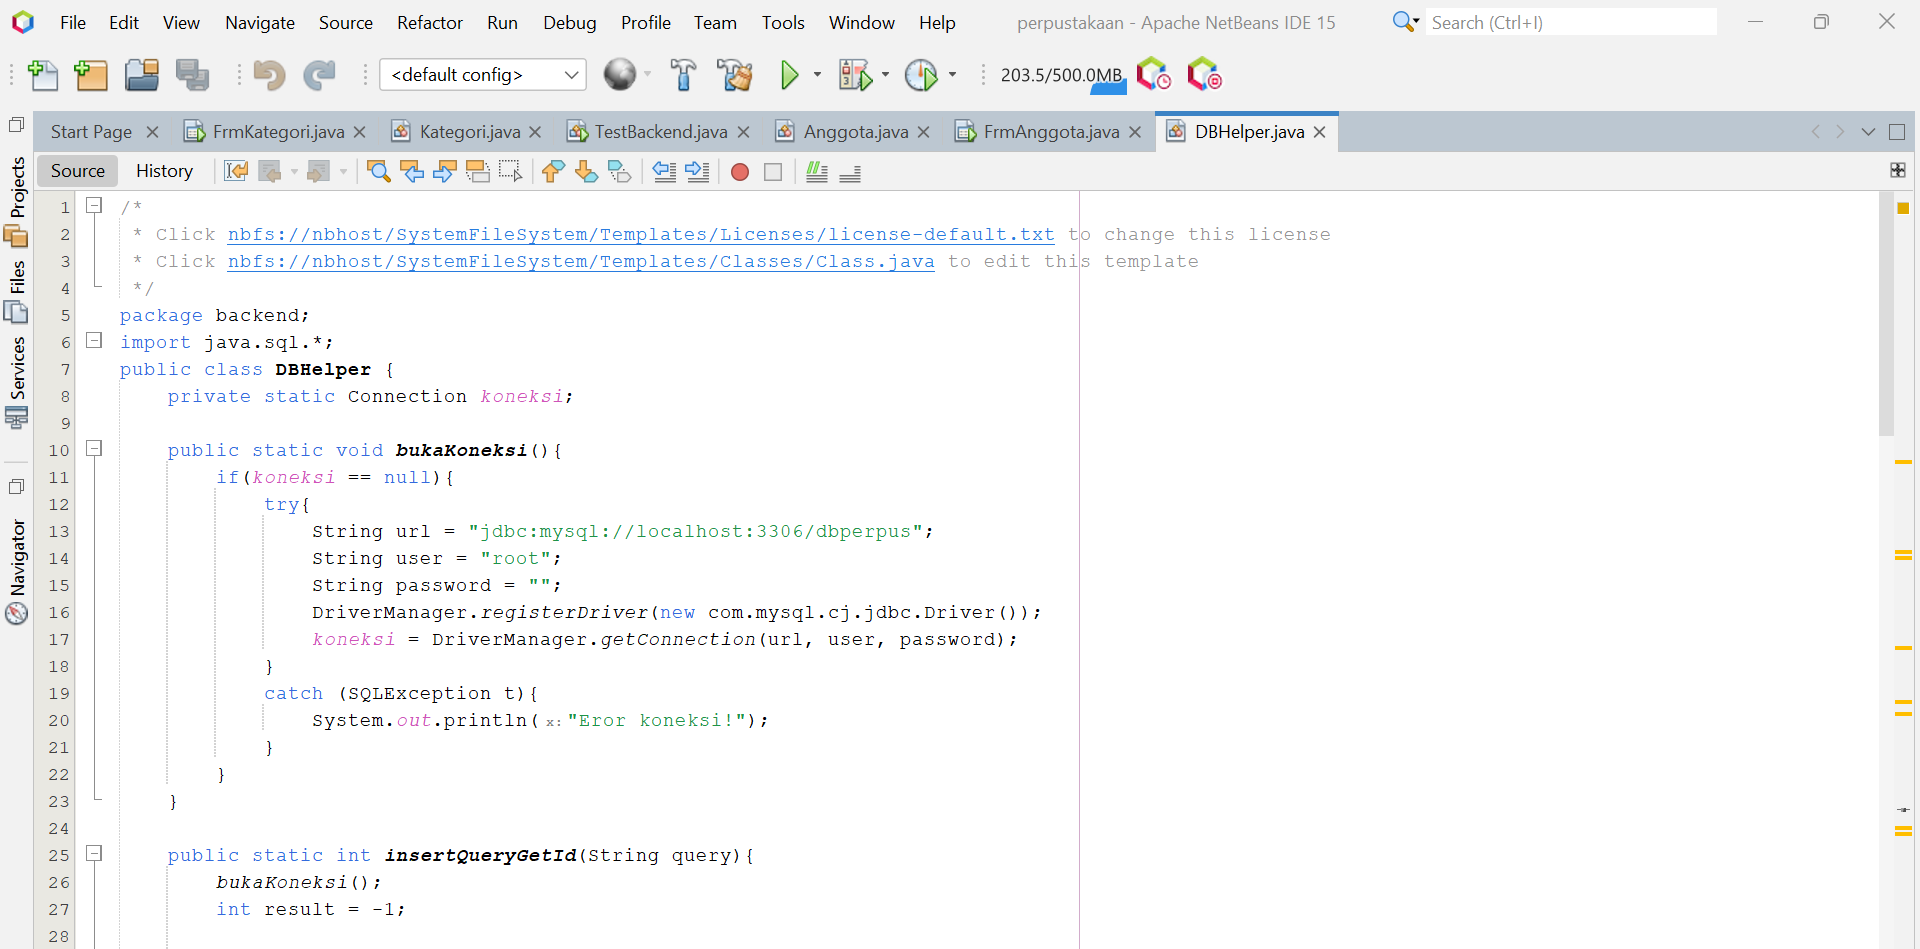 File Edit View Navigate Source Refactor Run Debug Profile Team Tools Window Help perpustakaan - Apache NetBeans IDE 15 Search (Ctrl+I)
<default config> 203.5/500.0MB
Start Page FrmKategori.java Kategori.java TestBackend.java Anggota.java FrmAnggota.java DBHelper.java
Source History
Projects
Files
Services
Navigator
1 /*
2 * Click nbfs://nbhost/SystemFileSystem/Templates/Licenses/license-default.txt to change this license
3 * Click nbfs://nbhost/SystemFileSystem/Templates/Classes/Class.java to edit this template
4 */
5 package backend;
6 import java.sql.*;
7 public class DBHelper {
8 private static Connection koneksi;
9
10 public static void bukaKoneksi(){
11 if(koneksi == null){
12 try{
13 String url = "jdbc:mysql://localhost:3306/dbperpus";
14 String user = "root";
15 String password = "";
16 DriverManager.registerDriver(new com.mysql.cj.jdbc.Driver());
17 koneksi = DriverManager.getConnection(url, user, password);
18 }
19 catch (SQLException t){
20 System.out.println( x: "Eror koneksi!");
21 }
22 }
23 }
24
25 public static int insertQueryGetId(String query){
26 bukaKoneksi();
27 int result = -1;
28